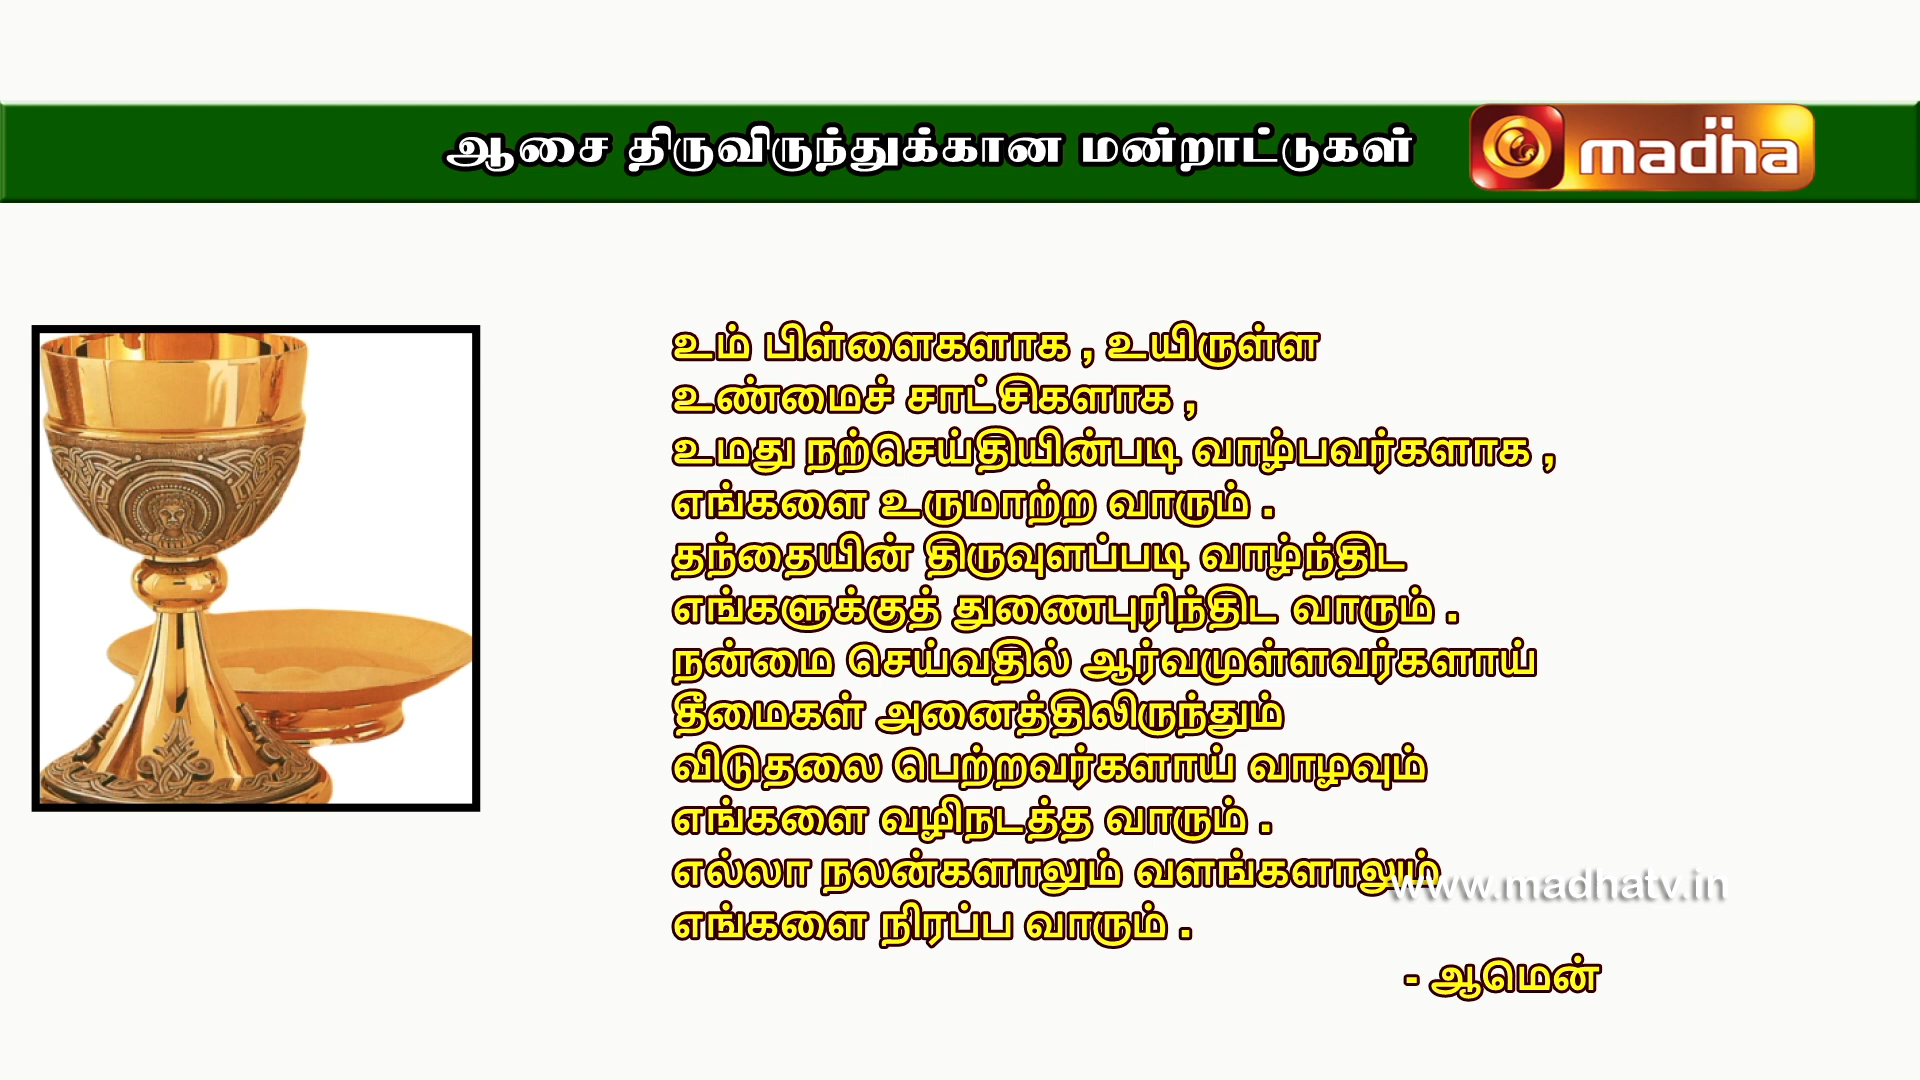 ஆசை திருவிருந்துக்கான மன்றாட்டுகள்
madha
உம் பிள்ளைகளாக , உயிருள்ள
உண்மைச் சாட்சிகளாக ,
உமது நற்செய்தியின்படி வாழ்பவர்களாக ,
எங்களை உருமாற்ற வாரும் .
தந்தையின் திருவுளப்படி வாழ்ந்திட
எங்களுக்குத் துணைபுரிந்திட வாரும் .
நன்மை செய்வதில் ஆர்வமுள்ளவர்களாய்
தீமைகள் அனைத்திலிருந்தும்
விடுதலை பெற்றவர்களாய் வாழவும்
எங்களை வழிநடத்த வாரும் .
எல்லா நலன்களாலும் வளங்களாலும்
www.madhatv.in
எங்களை நிரப்ப வாரும் .
- ஆமென்